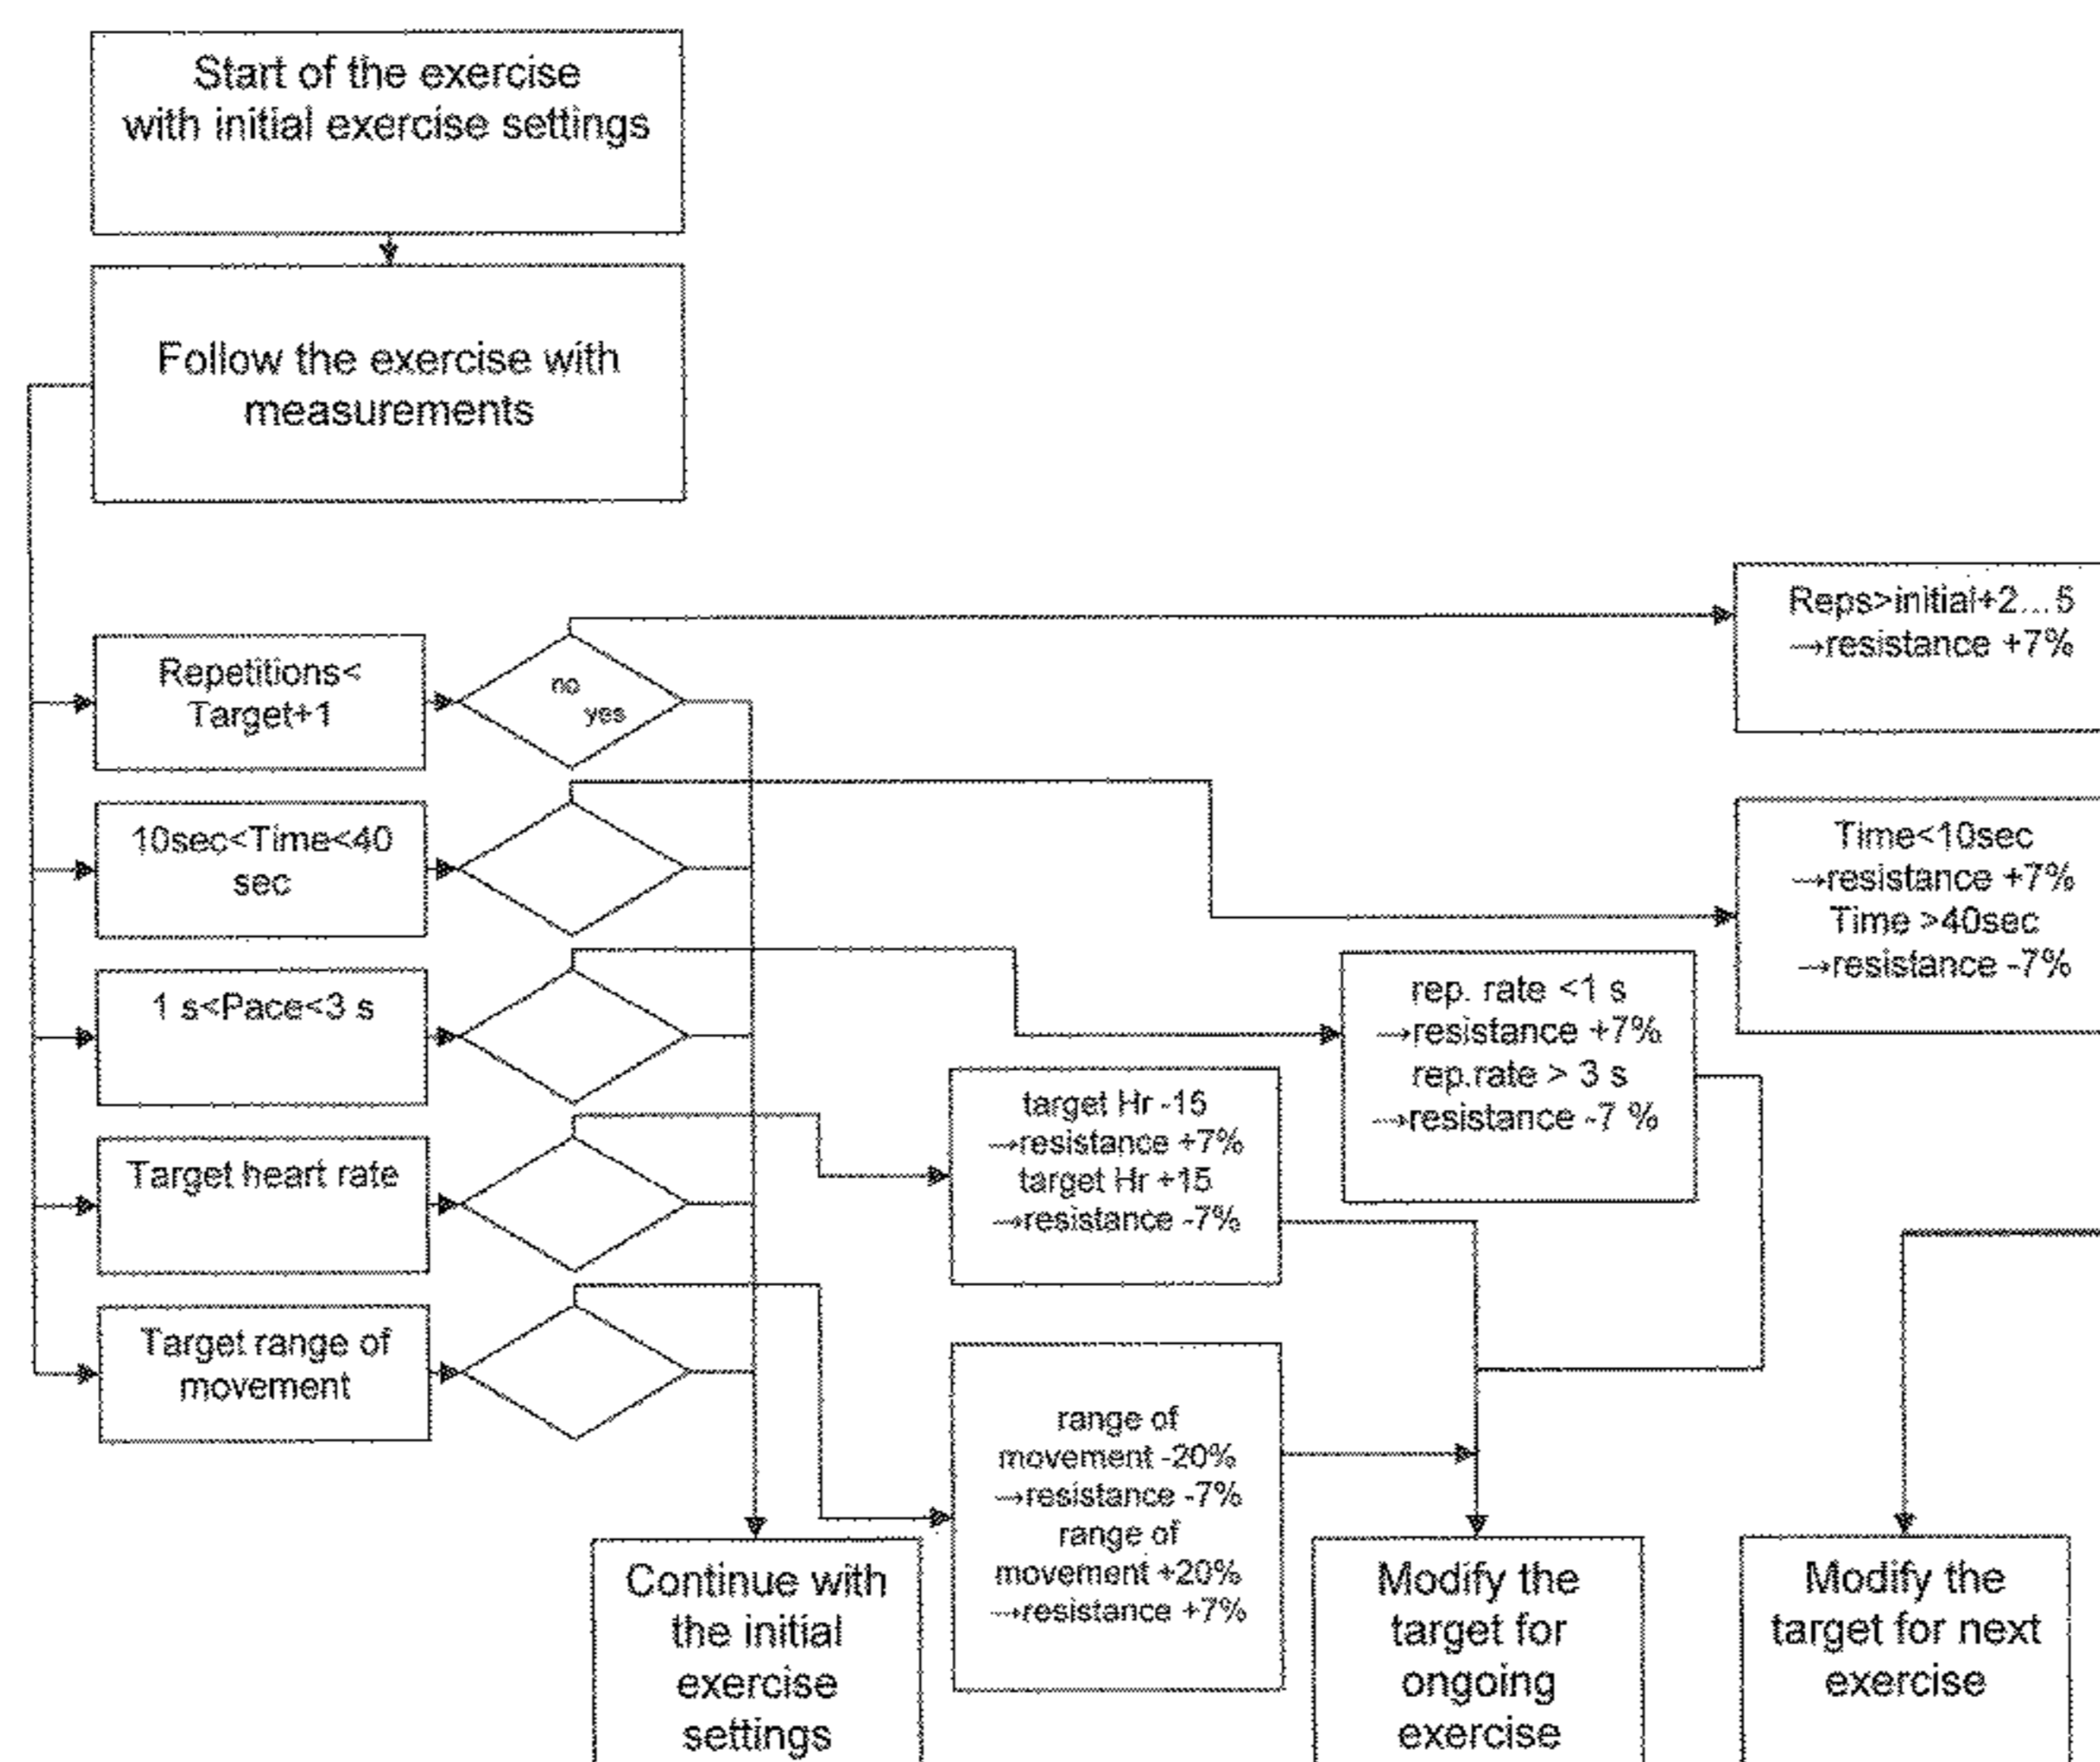 Start of the exercise
with initial exercise settings
Follow the exercise with
measurements
Repetitions<
Target+1
no
yes
Reps>initial+2...5
→resistance +7%
10sec<Time<40
sec
Time<10sec
→resistance +7%
Time >40sec
→resistance -7%
1 s<Pace<3 s
rep. rate <1 s
→resistance +7%
rep.rate > 3 s
→resistance -7 %
Target heart rate
target Hr -15
→resistance +7%
target Hr +15
→resistance -7%
Target range of
movement
range of
movement -20%
→resistance -7%
range of
movement +20%
→resistance +7%
Continue with
the initial
exercise
settings
Modify the
target for
ongoing
exercise
Modify the
target for next
exercise